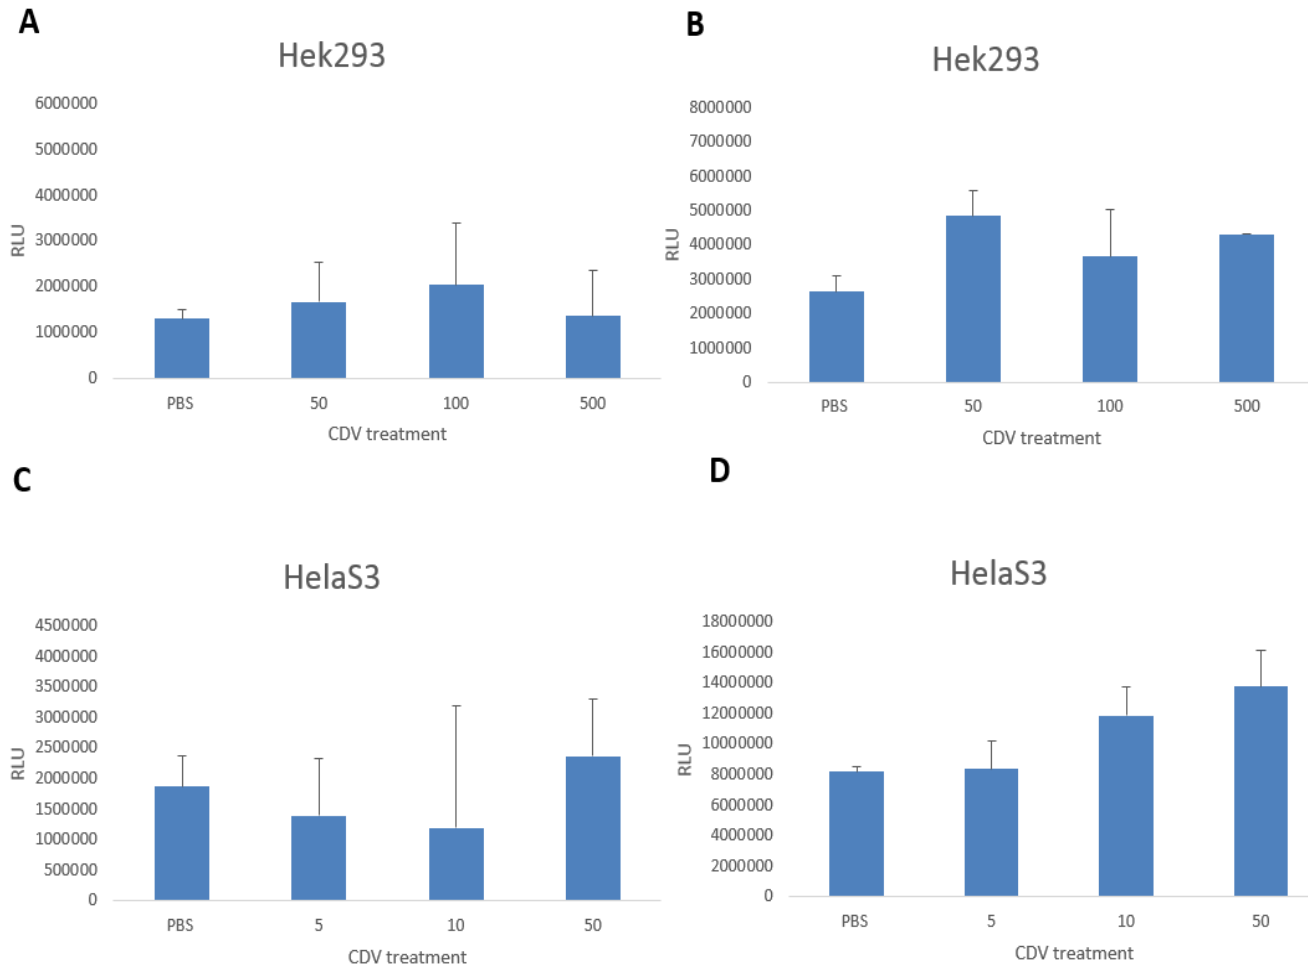 A
Hek293
6000000
5000000
4000000
3000000
2000000
1000000
0
RLU
PBS 50 100 500
CDV treatment
B
Hek293
8000000
7000000
6000000
5000000
4000000
3000000
2000000
1000000
0
RLU
PBS 50 100 500
CDV treatment
C
HelaS3
4500000
4000000
3500000
3000000
2500000
2000000
1500000
1000000
500000
0
RLU
PBS 5 10 50
CDV treatment
D
HelaS3
18000000
16000000
14000000
12000000
10000000
8000000
6000000
4000000
2000000
0
RLU
PBS 5 10 50
CDV treatment